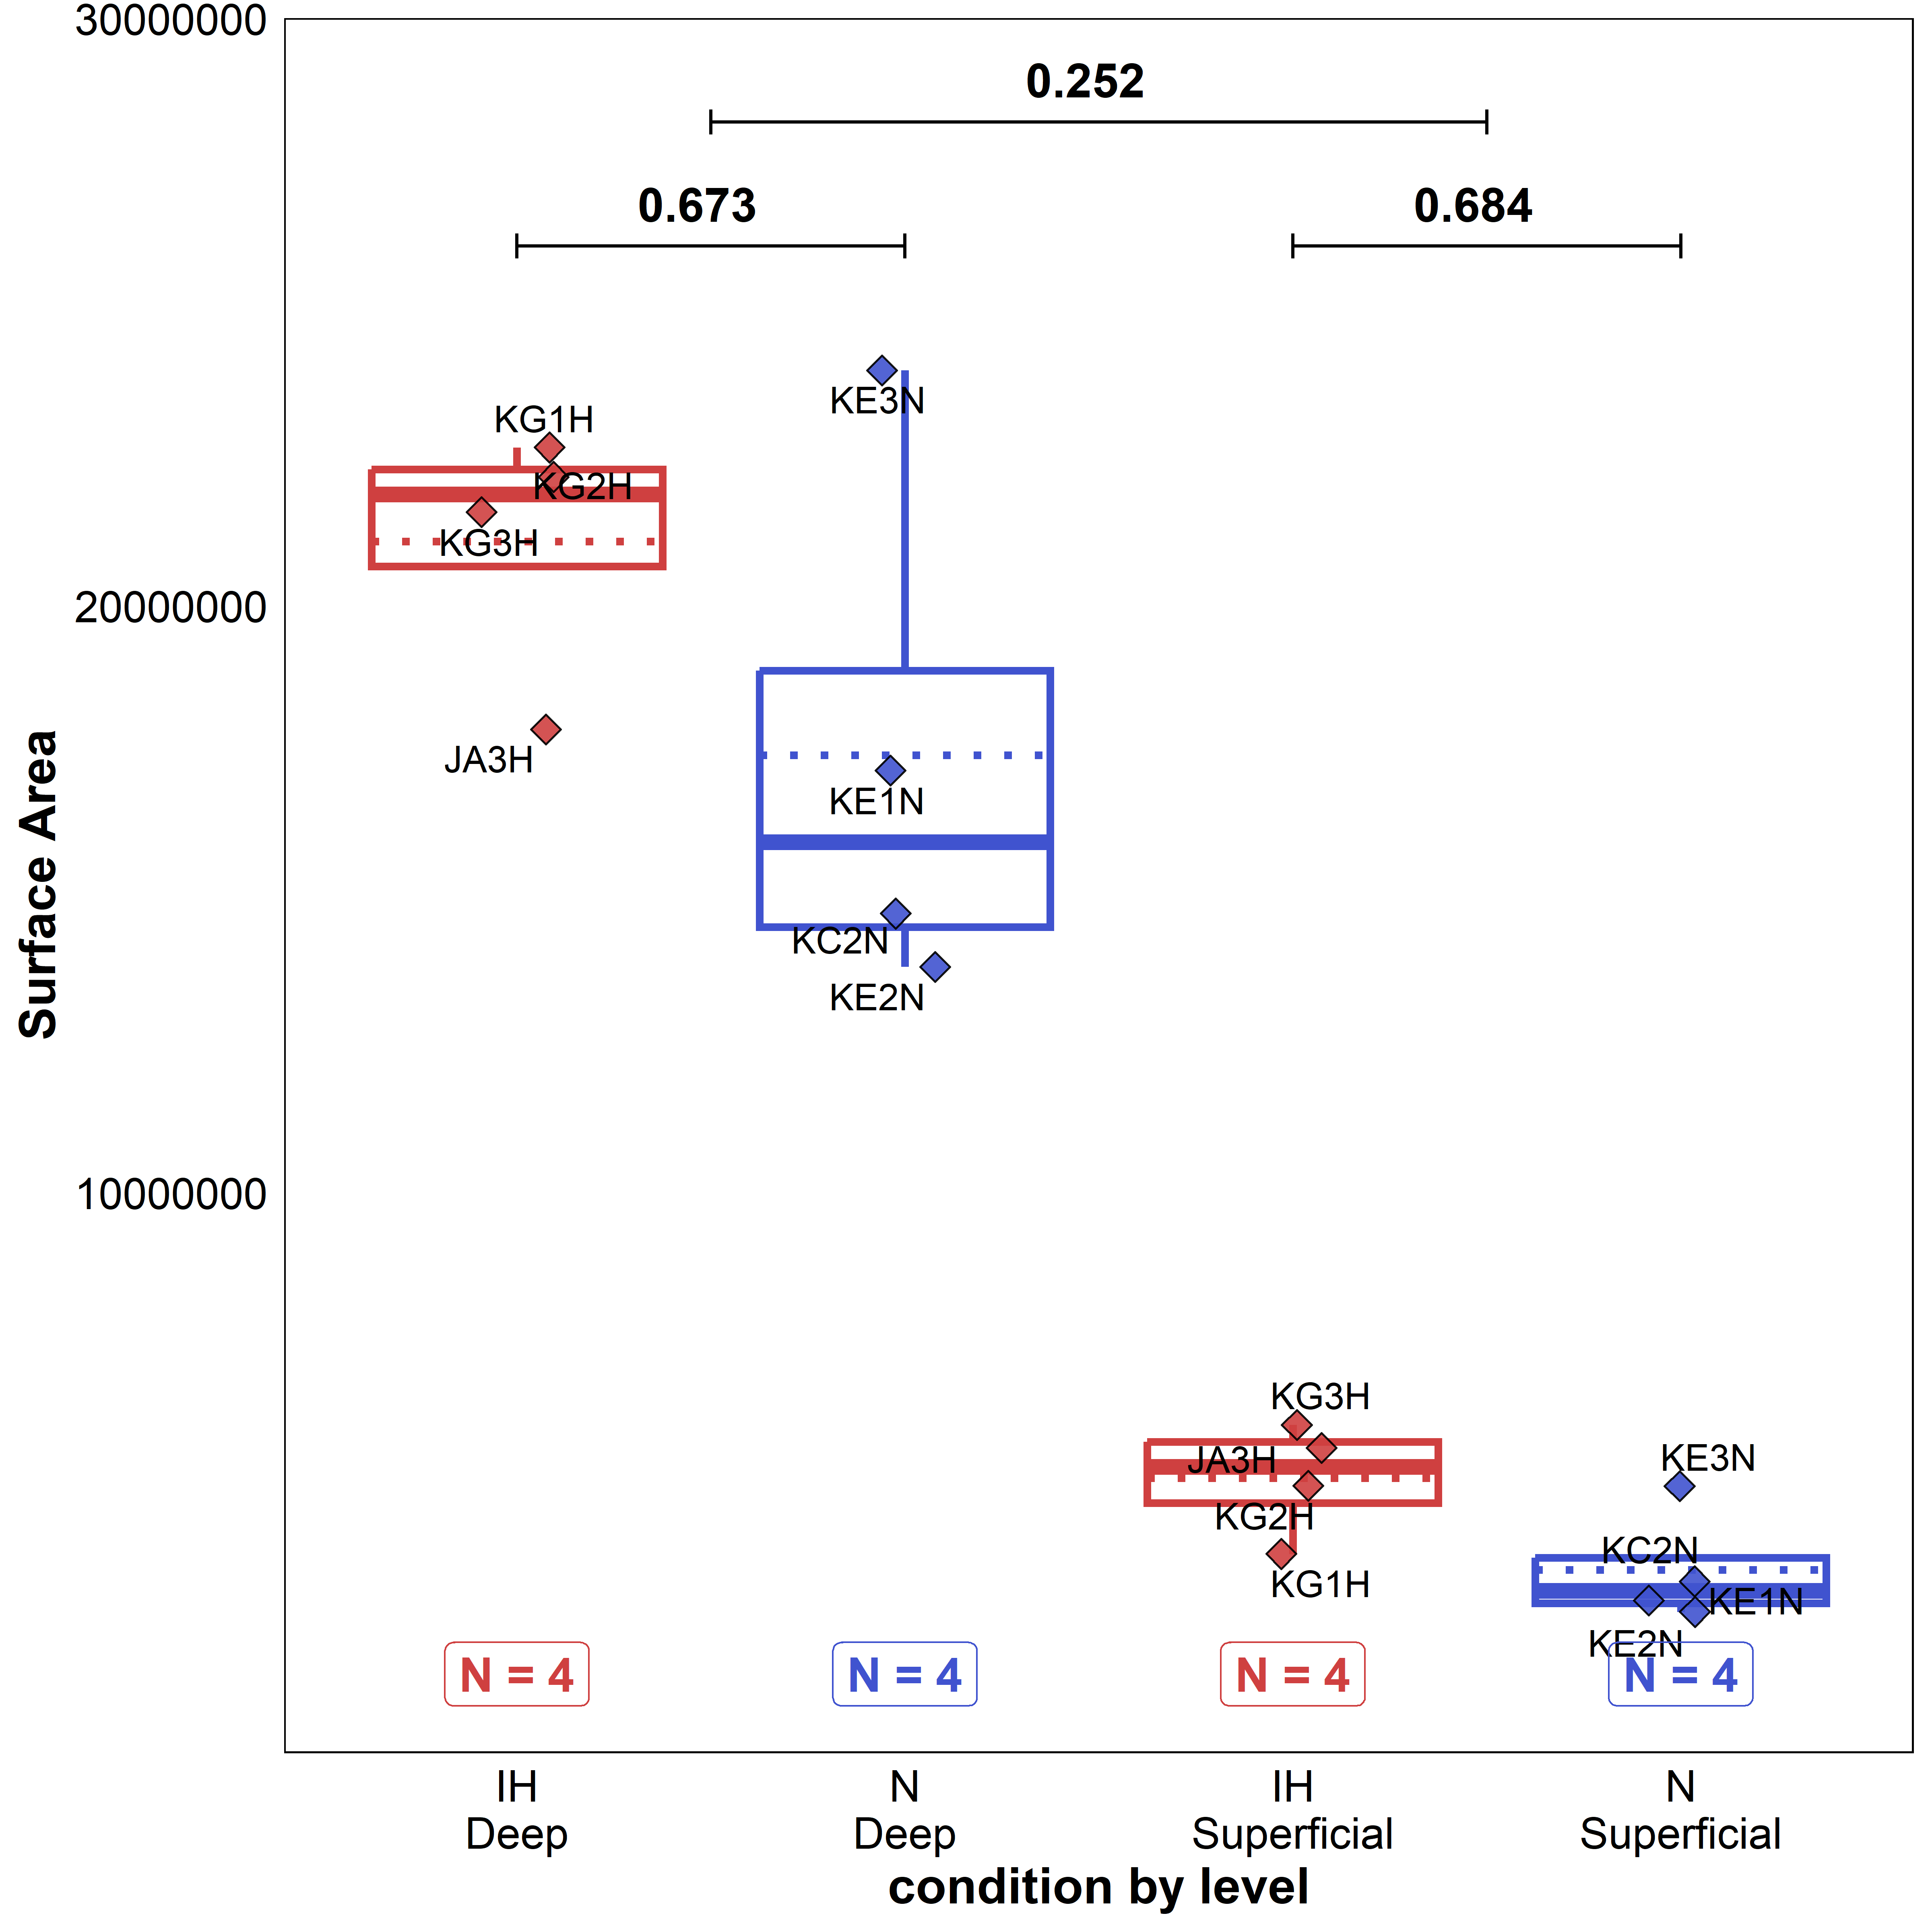 30000000
0.252
0.673
0.684
KE3N
KG1H
KG2H
KG3H
20000000
JA3H
KE1N
KC2N
KE2N
Surface Area
10000000
KG3H
JA3H
KE3N
KG2H
KC2N
KG1H
KE1N
KE2N
N = 4
N = 4
N = 4
N = 4
IH
Deep
N
Deep
IH
Superficial
N
Superficial
condition by level